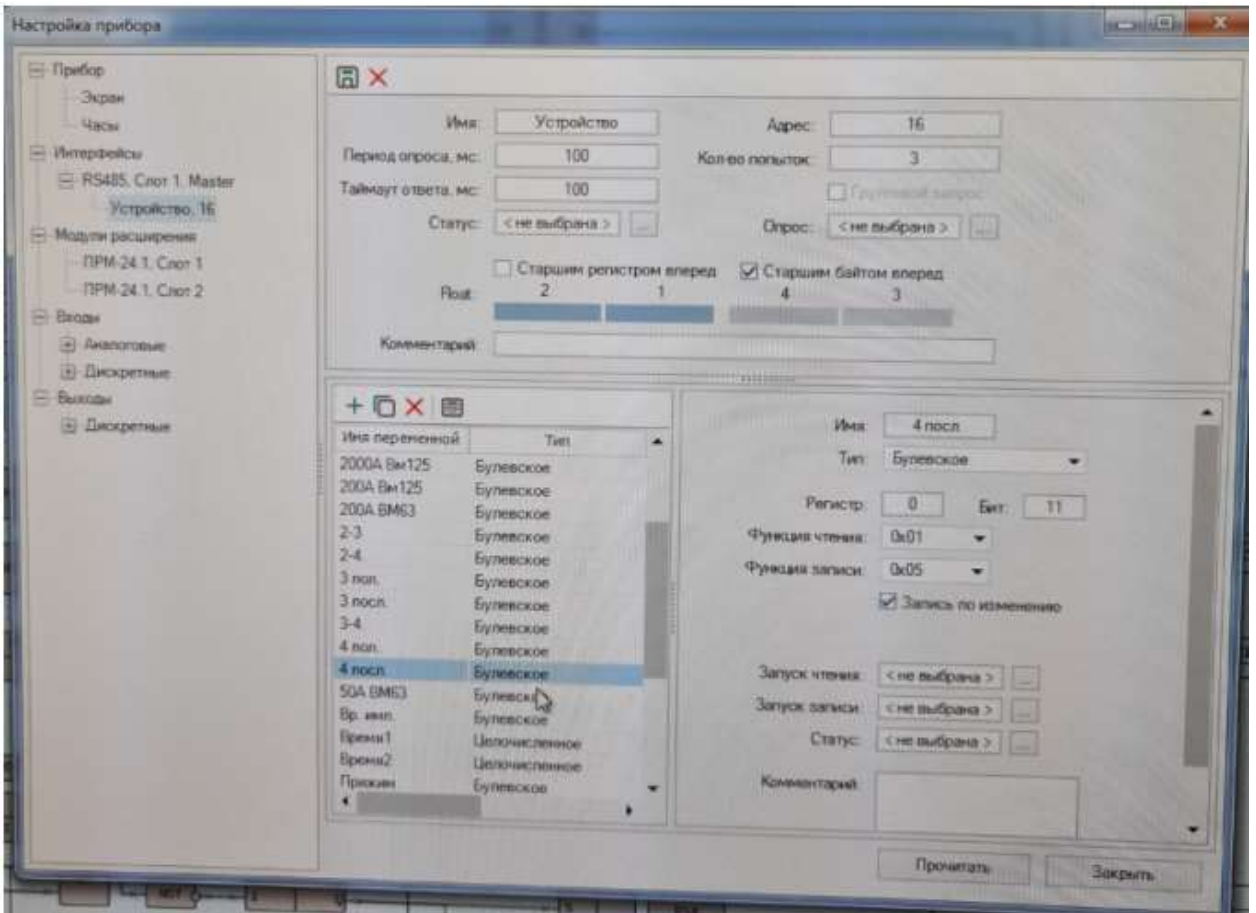 Настройка прибора
Прибор
Экран
Часы
Интерфейсы
RS485, Слот 1, Master
Устройство, 16
Модули расширения
ПРМ-24.1, Слот 1
ПРМ-24.1, Слот 2
Входы
Аналоговые
Дискретные
Выходы
Дискретные
Имя: Устройство Адрес: 16
Период опроса, мс: 100 Кол-во попыток: 3
Таймаут ответа, мс: 100 Групповой запрос
Статус: < не выбрана > ... Опрос: < не выбрана > ...
Старшим регистром вперед Старшим байтом вперед
Float: 2 1 4 3
Комментарий:
Имя переменной Тип
2000А Вм125 Булевское
200А Вм125 Булевское
200А ВМ63 Булевское
2-3 Булевское
2-4 Булевское
3 пол. Булевское
3 посл. Булевское
3-4 Булевское
4 пол. Булевское
4 посл. Булевское
50А ВМ63 Булевское
Вр. имп. Булевское
Время1 Целочисленное
Время2 Целочисленное
Прижим Булевское
Имя: 4 посл.
Тип: Булевское
Регистр: 0 Бит: 11
Функция чтения: 0x01
Функция записи: 0x05
Запись по изменению
Запуск чтения: < не выбрана > ...
Запуск записи: < не выбрана > ...
Статус: < не выбрана > ...
Комментарий:
Прочитать Закрыть